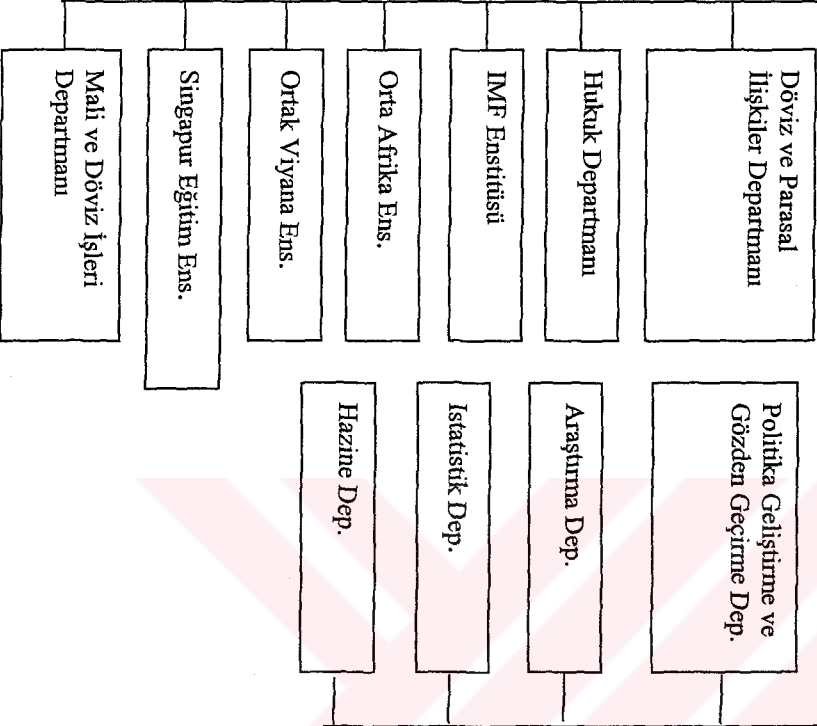 Döviz ve Parasal
İlişkiler Departmanı
Hukuk Departmanı
IMF Enstitüsü
Orta Afrika Ens.
Ortak Viyana Ens.
Singapur Eğitim Ens.
Mali ve Döviz İşleri
Departmanı
Politika Geliştirme ve
Gözden Geçirme Dep.
Araştırma Dep.
Istatistik Dep.
Hazine Dep.